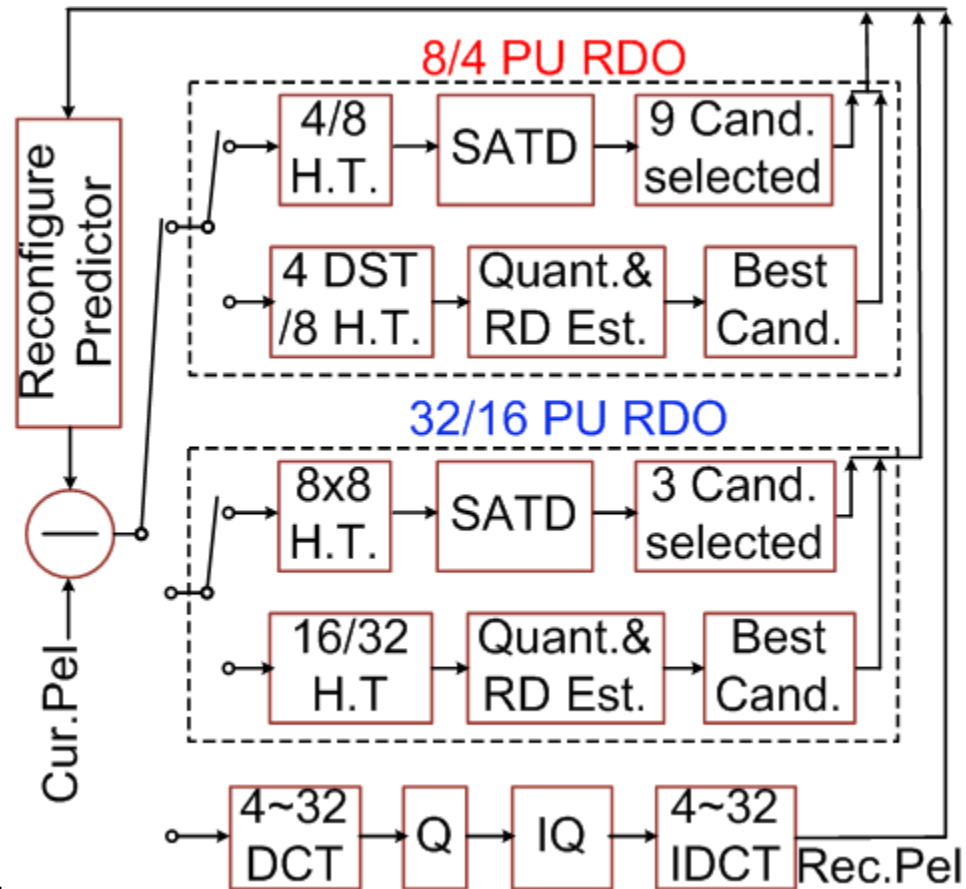 8/4 PU RDO
4/8
H.T.
SATD
9 Cand.
selected
Reconfigure
Predictor
4 DST
/8 H.T.
Quant.&
RD Est.
Best
Cand.
32/16 PU RDO
8x8
H.T.
SATD
3 Cand.
selected
16/32
H.T
Quant.&
RD Est.
Best
Cand.
Cur.Pel
4~32
DCT
Q
IQ
4~32
IDCT
Rec.Pel